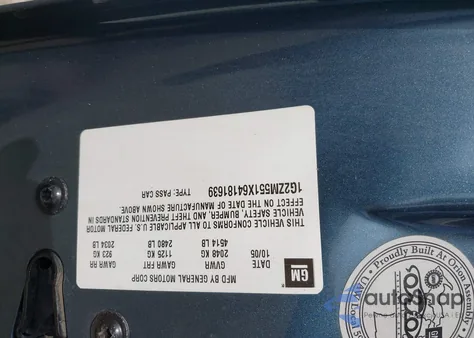 MFD BY GENERAL MOTORS CORP
GM
DATE GVWR GAWR FRT GAWR RR
10/05 2048 KG 1125 KG 923 KG
4514 LB 2480 LB 2034 LB
THIS VEHICLE CONFORMS TO ALL APPLICABLE U.S. FEDERAL MOTOR
VEHICLE SAFETY, BUMPER, AND THEFT PREVENTION STANDARDS IN
EFFECT ON THE DATE OF MANUFACTURE SHOWN ABOVE.
1G2ZM551X64181639 TYPE: PASS CAR
Proudly Built at Orion Assembly
autosnap